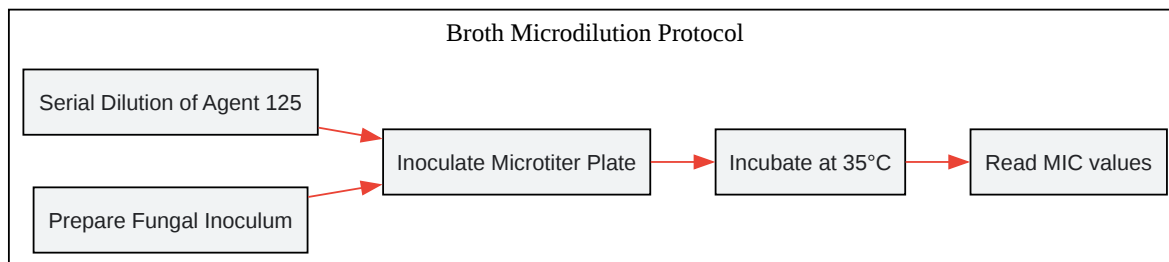 Broth Microdilution Protocol
Serial Dilution of Agent 125
Prepare Fungal Inoculum
Inoculate Microtiter Plate
Incubate at 35°C
Read MIC values